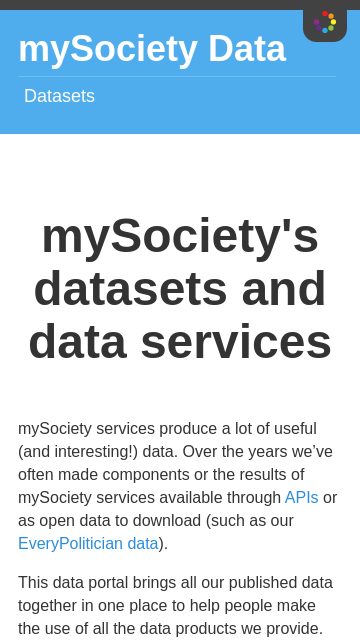 mySociety Data
Datasets
mySociety's
datasets and
data services
mySociety services produce a lot of useful
(and interesting!) data. Over the years we’ve
often made components or the results of
mySociety services available through APIs or
as open data to download (such as our
EveryPolitician data).
This data portal brings all our published data
together in one place to help people make
the use of all the data products we provide.